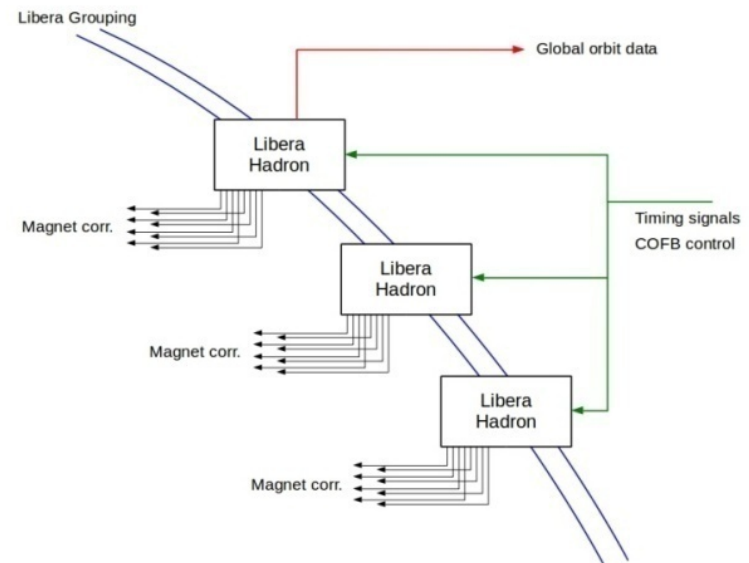 Libera Grouping
Global orbit data
Libera
Hadron
Timing signals
COFB control
Magnet corr.
Libera
Hadron
Magnet corr.
Libera
Hadron
Magnet corr.